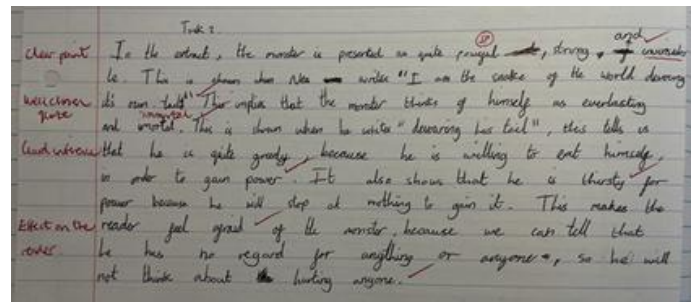 Task 2.
and
Clear point In the extract, the monster is presented as quite powerful, strong,
This is shown when writes "I am the snake of the world devouring
Well chosen quote his own tail" This implies that the monster thinks of himself as everlasting
immortal
and imotal. This is shown when he writes "devouring his tail", this tells us
Good inference that he is quite greedy, because he is willing to eat himself,
in order to gain power. It also shows that he is thirsty for
power because he will stop at nothing to gain it. This makes the
Effect on the reader reader feel afraid of the monster, because we can tell that
he has no regard for anything or anyone, so he will
not think about hurting anyone.